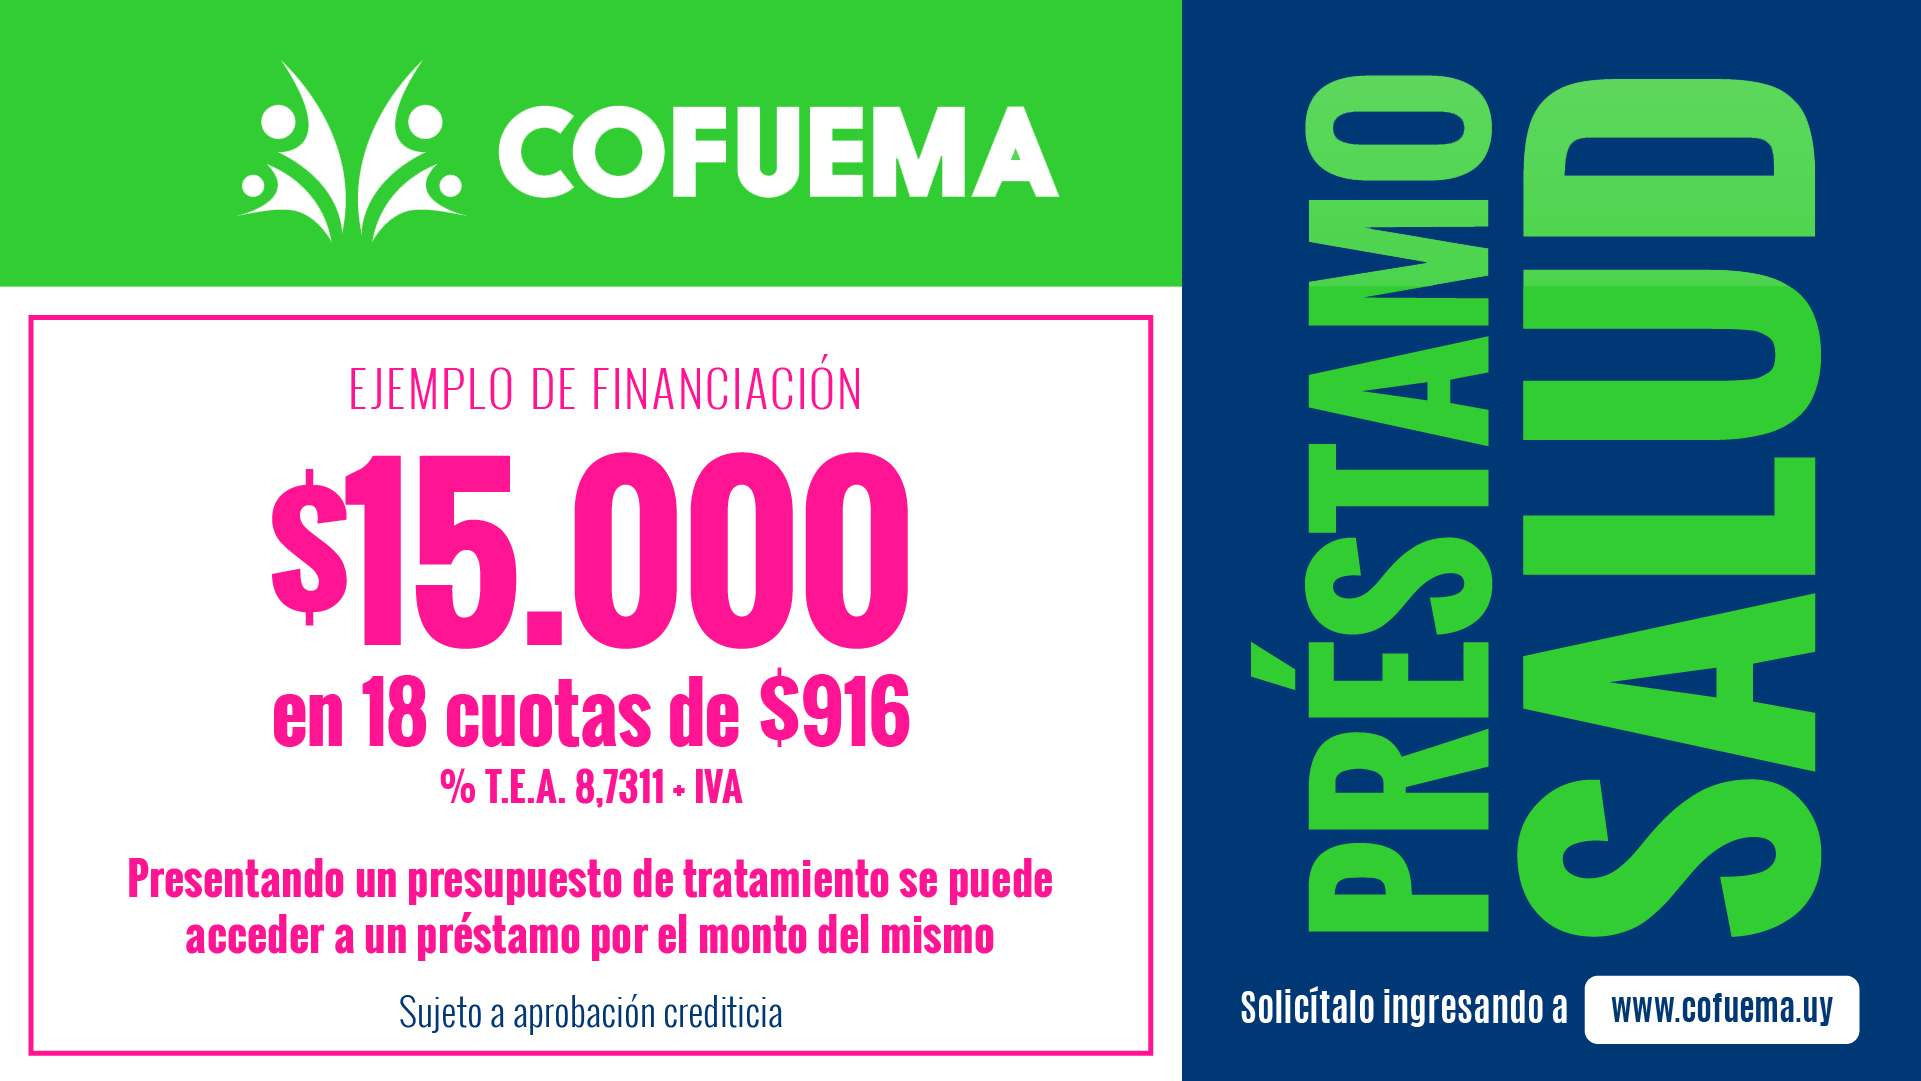 COFUEMA
EJEMPLO DE FINANCIACIÓN
$15.000
en 18 cuotas de $916
% T.E.A. 8,7311 + IVA
Presentando un presupuesto de tratamiento se puede
acceder a un préstamo por el monto del mismo
Sujeto a aprobación crediticia
PRÉSTAMO
SALUD
Solicítalo ingresando a www.cofuema.uy